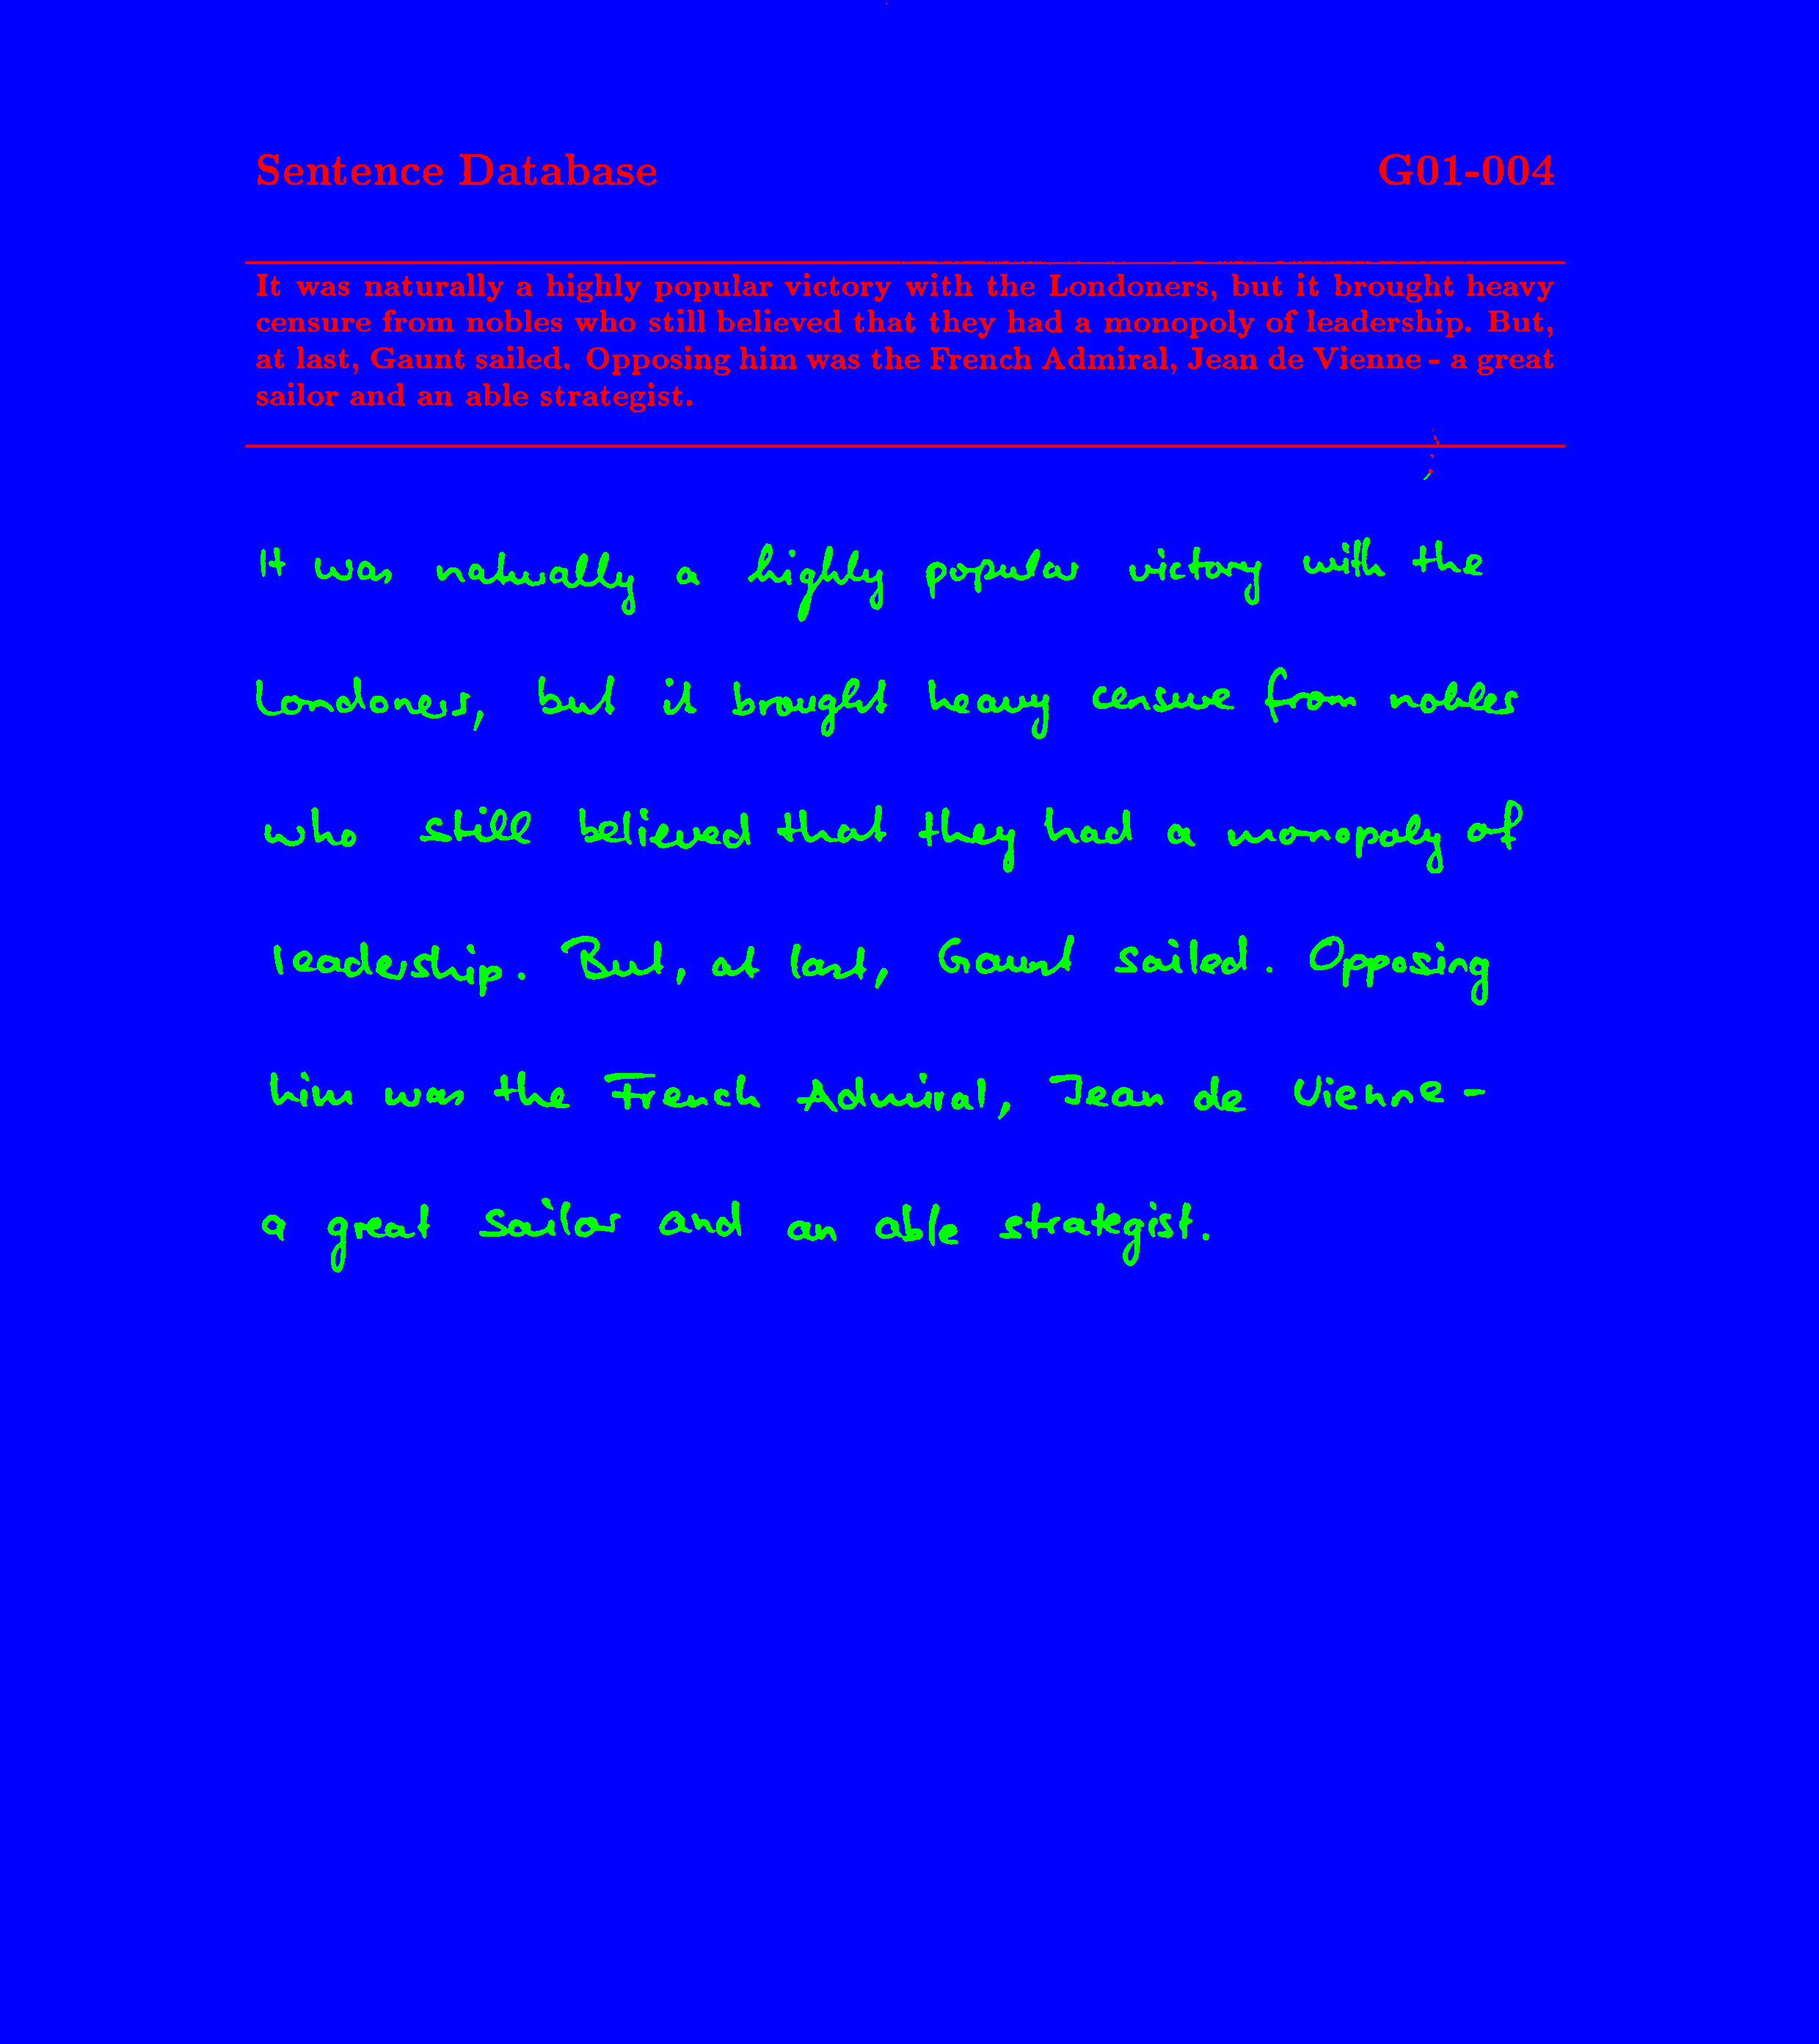 Sentence Database G01-004
It was naturally a highly popular victory with the Londoners, but it brought heavy
censure from nobles who still believed that they had a monopoly of leadership. But,
at last, Gaunt sailed. Opposing him was the French Admiral, Jean de Vienne - a great
sailor and an able strategist.
It was naturally a highly popular victory with the
Londoners, but it brought heavy censure from nobles
who still believed that they had a monopoly of
leadership. But, at last, Gaunt sailed. Opposing
him was the French Admiral, Jean de Vienne -
a great sailor and an able strategist.